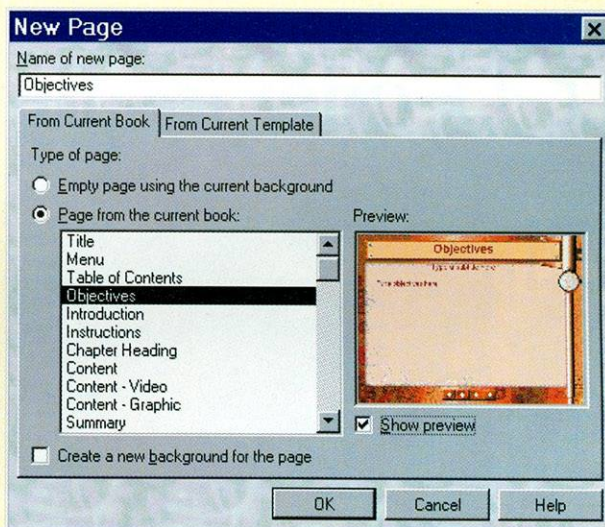 New Page
Name of new page:
Objectives
From Current Book
From Current Template
Type of page:
Empty page using the current background
Page from the current book:
Title
Menu
Table of Contents
Objectives
Introduction
Instructions
Chapter Heading
Content
Content - Video
Content - Graphic
Summary
Preview:
Objectives
Show preview
Create a new background for the page
OK
Cancel
Help